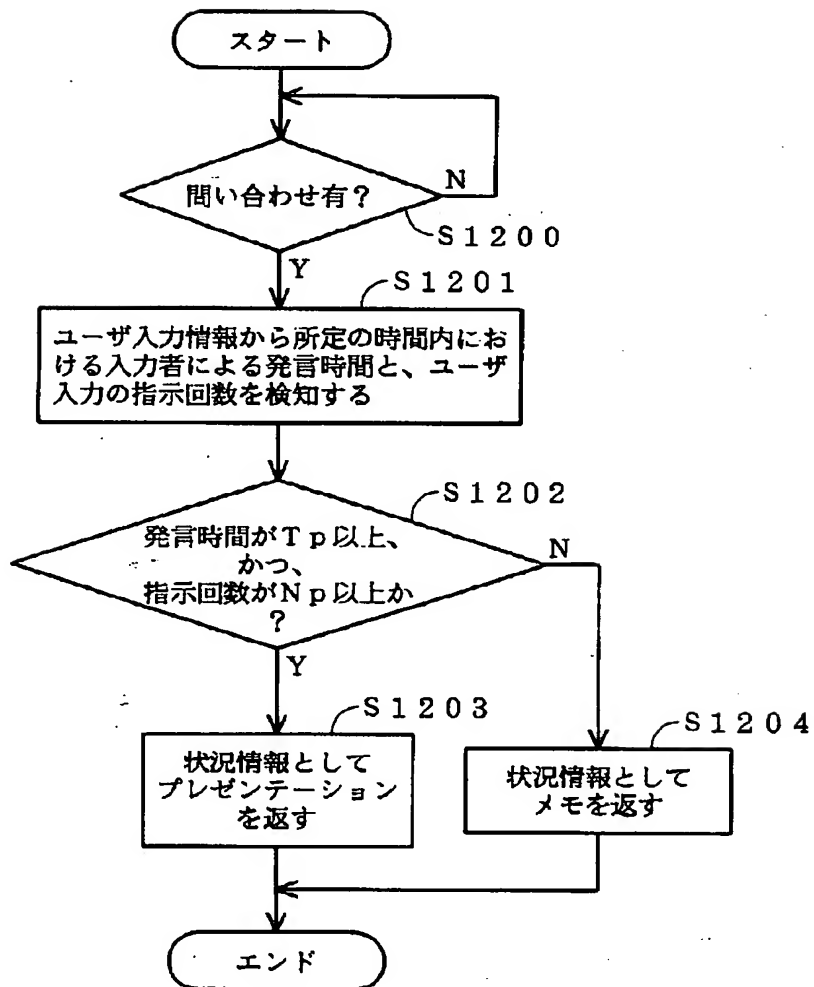 スタート
問い合わせ有？
N
S1200
Y
S1201
ユーザ入力情報から所定の時間内にお
ける入力者による発言時間と、ユーザ
入力の指示回数を検知する
S1202
発言時間がTp以上、
かつ、
指示回数がNp以上か
？
N
Y
S1203
状況情報として
プレゼンテーション
を返す
S1204
状況情報として
メモを返す
エンド